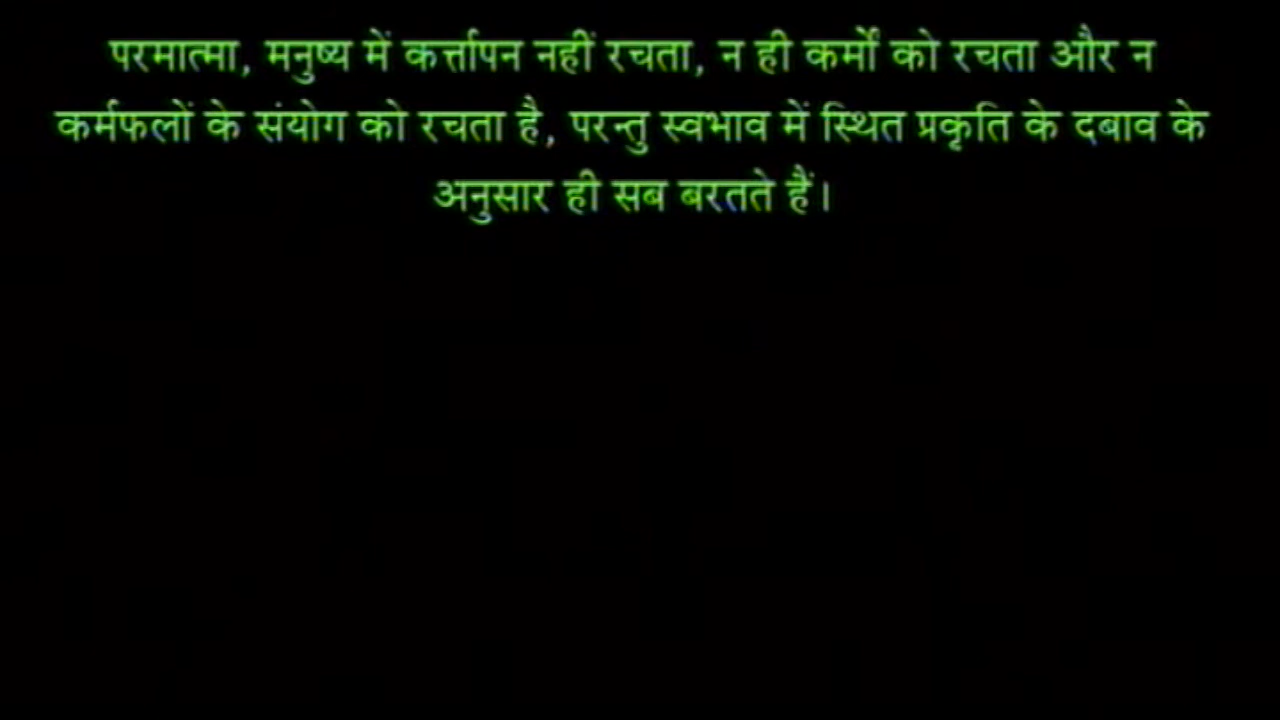 परमात्मा, मनुष्य में कर्त्तापन नहीं रचता, न ही कर्मों को रचता और न
कर्मफलों के संयोग को रचता है, परन्तु स्वभाव में स्थित प्रकृति के दबाव के
अनुसार ही सब बरतते हैं।